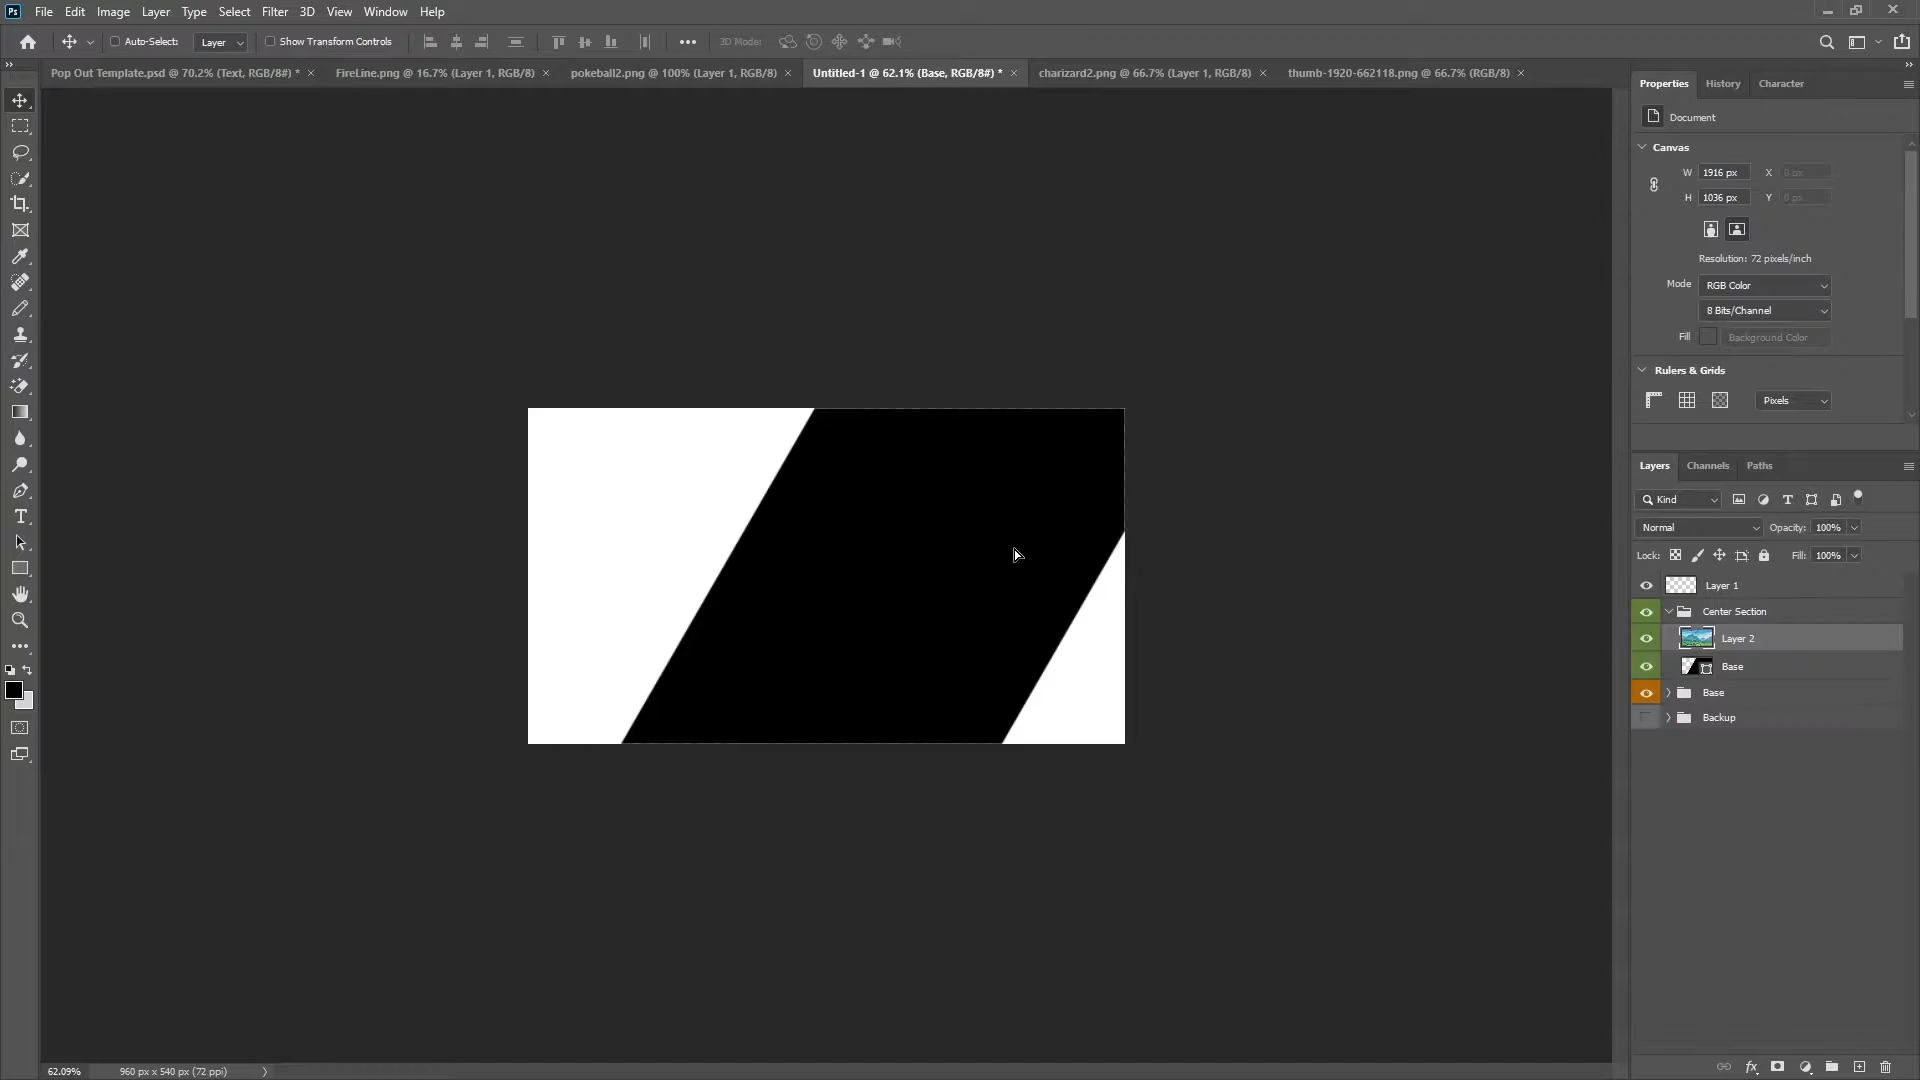 Ps File Edit Image Layer Type Select Filter 3D View Window Help
Auto-Select: Layer Show Transform Controls 3D Mode:
Pop Out Template.psd @ 70.2% (Text, RGB/8#) * × FireLine.png @ 16.7% (Layer 1, RGB/8) × pokeball2.png @ 100% (Layer 1, RGB/8) × Untitled-1 @ 62.1% (Base, RGB/8#) * × charizard2.png @ 66.7% (Layer 1, RGB/8) × thumb-1920-662118.png @ 66.7% (RGB/8) ×
Properties History Character
Document
Canvas
W 1916 px X 0 px
H 1036 px Y 0 px
Resolution: 72 pixels/inch
Mode RGB Color
8 Bits/Channel
Fill Background Color
Rulers & Grids
Pixels
Layers Channels Paths
Kind
Normal Opacity: 100%
Lock: Fill: 100%
Layer 1
Center Section
Layer 2
Base
Base
Backup
62.09% 960 px x 540 px (72 ppi)